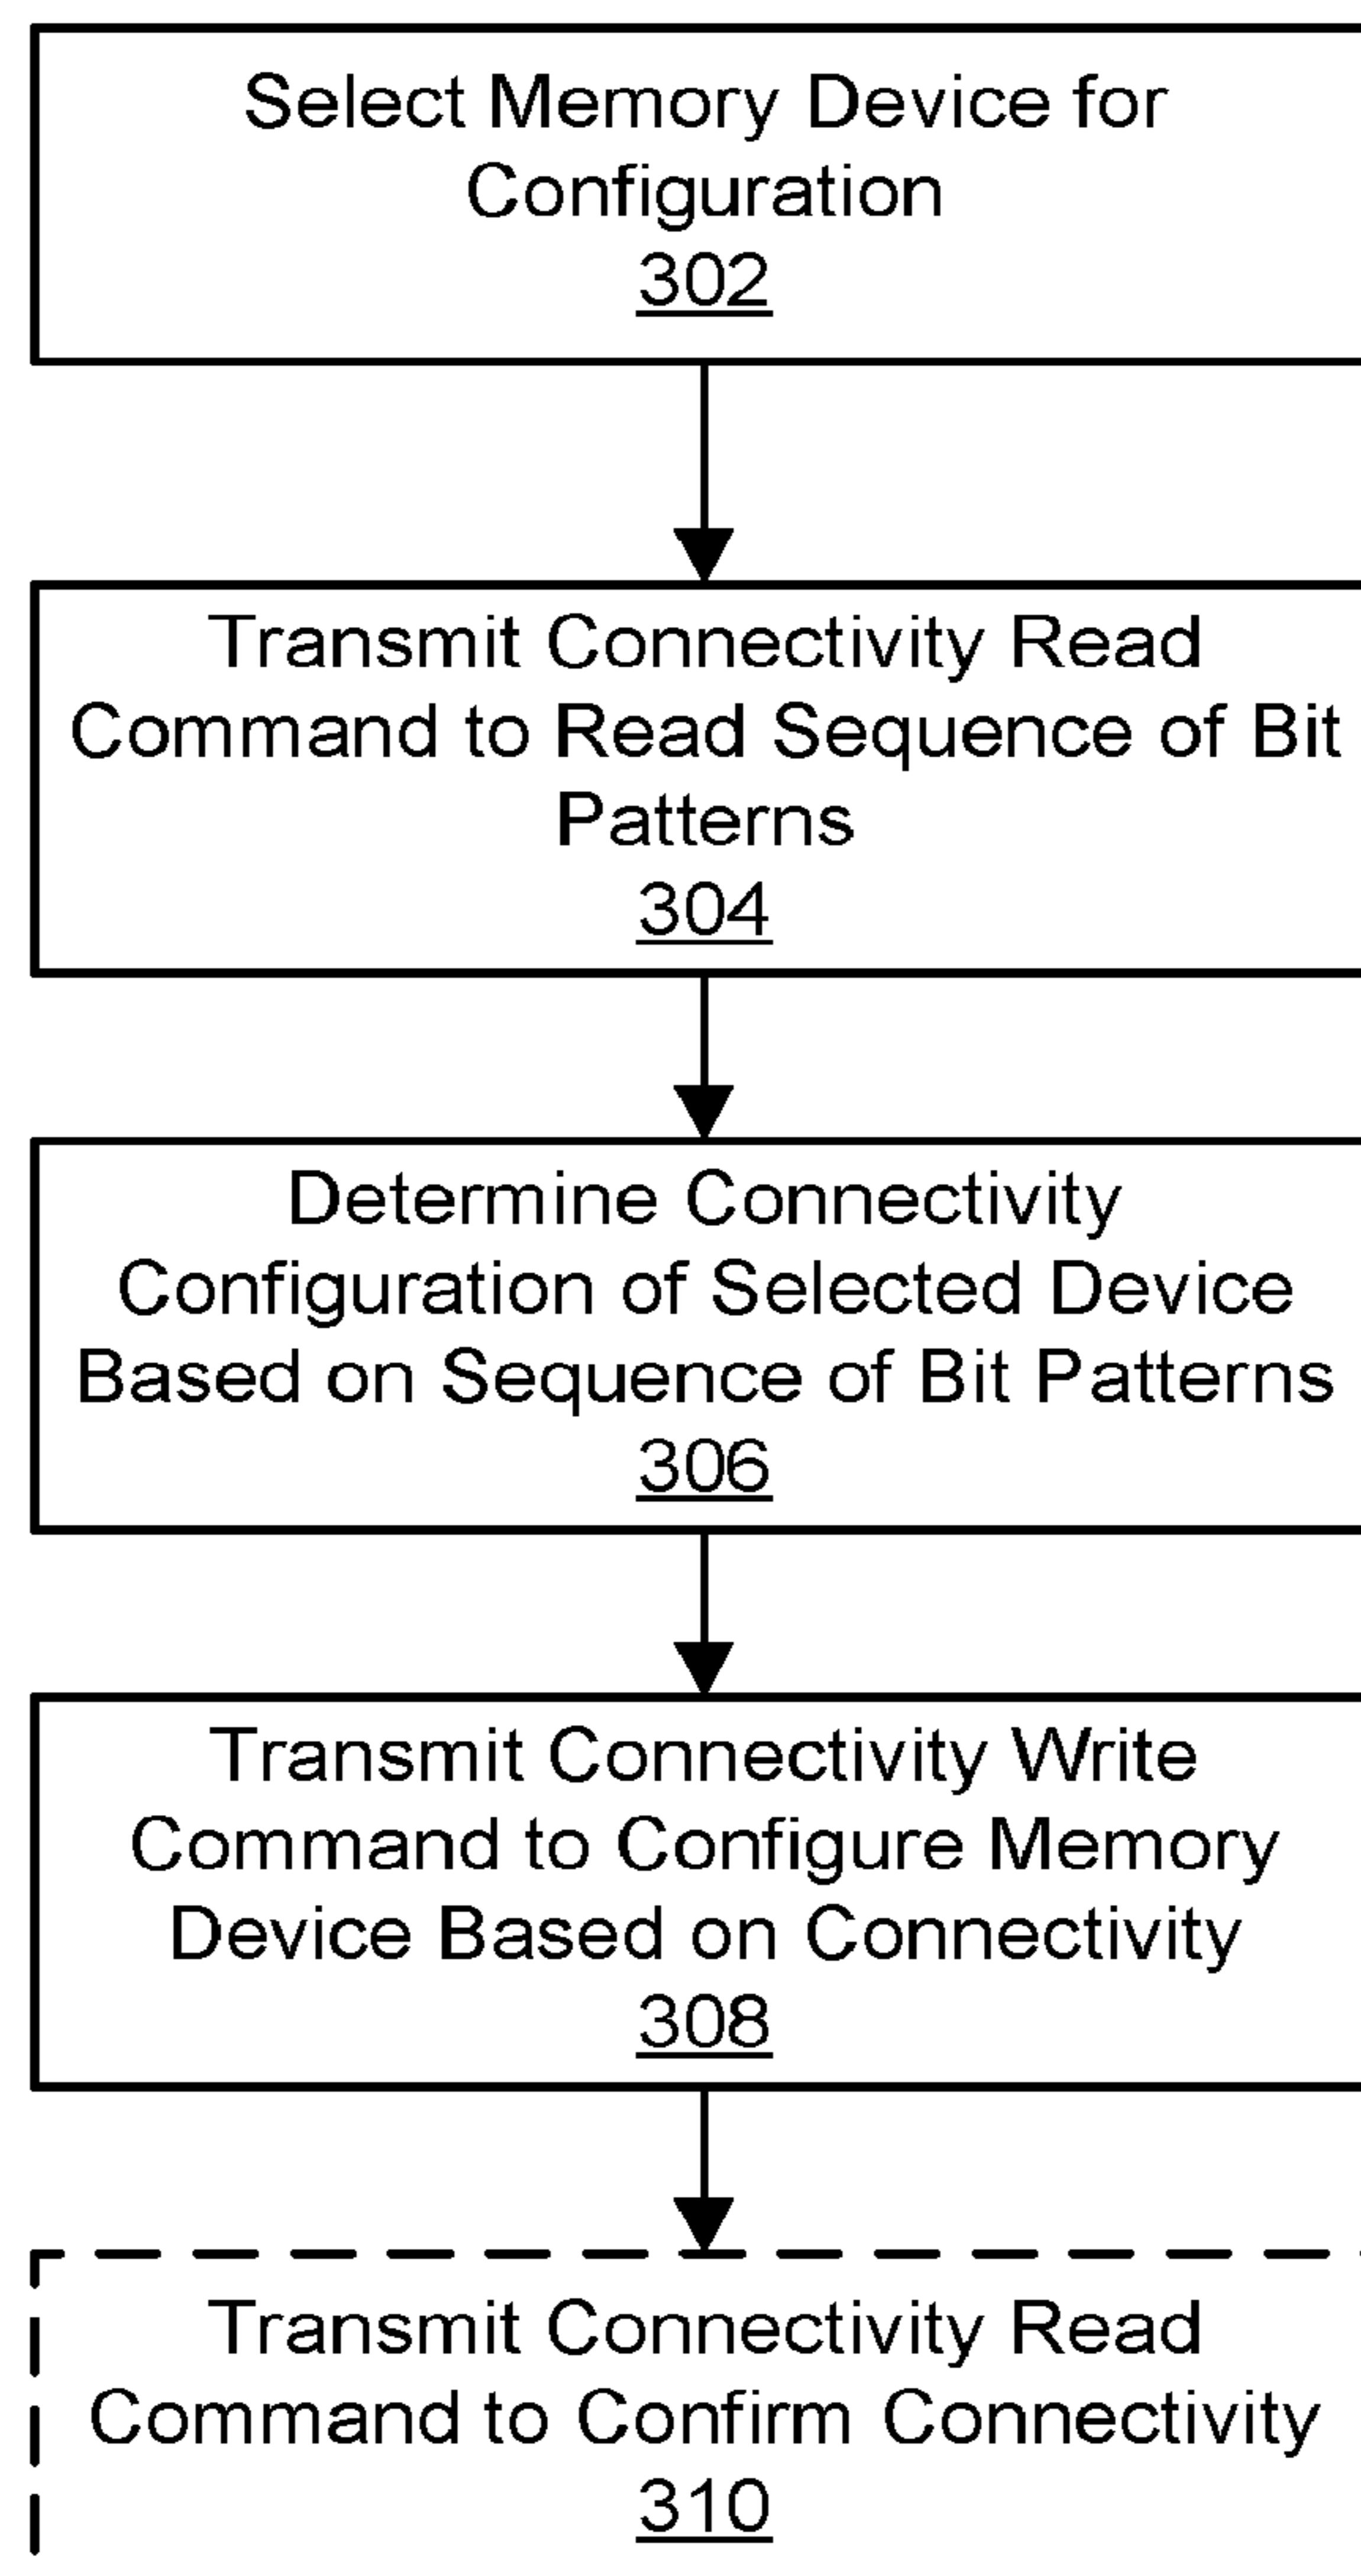 Select Memory Device for
Configuration
302
Transmit Connectivity Read
Command to Read Sequence of Bit
Patterns
304
Determine Connectivity
Configuration of Selected Device
Based on Sequence of Bit Patterns
306
Transmit Connectivity Write
Command to Configure Memory
Device Based on Connectivity
308
Transmit Connectivity Read
Command to Confirm Connectivity
310